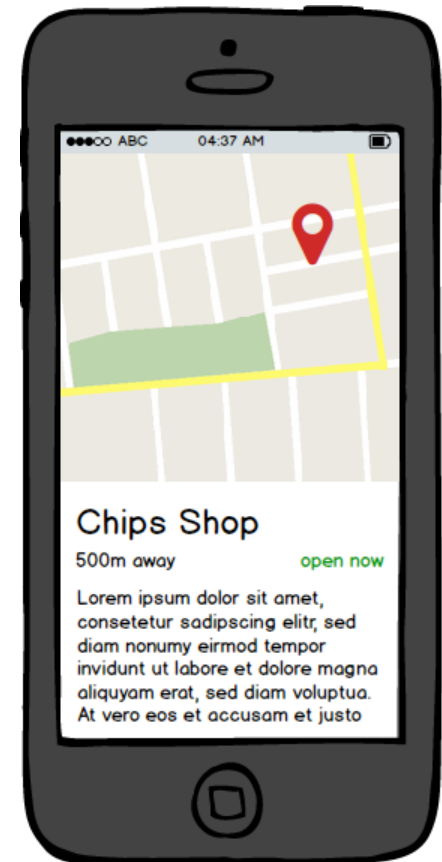 ABC 04:37 AM
Chips Shop
500m away open now
Lorem ipsum dolor sit amet,
consetetur sadipscing elitr, sed
diam nonumy eirmod tempor
invidunt ut labore et dolore magna
aliquyam erat, sed diam voluptua.
At vero eos et accusam et justo